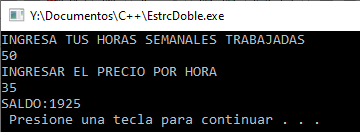 Y:\Documentos\C++\EstrcDoble.exe
INGRESA TUS HORAS SEMANALES TRABAJADAS
50
INGRESAR EL PRECIO POR HORA
35
SALDO:1925
Presione una tecla para continuar . . .